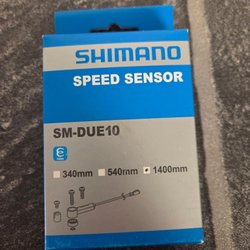 SHIMANO
SPEED SENSOR
SM-DUE10
340mm 540mm 1400mm